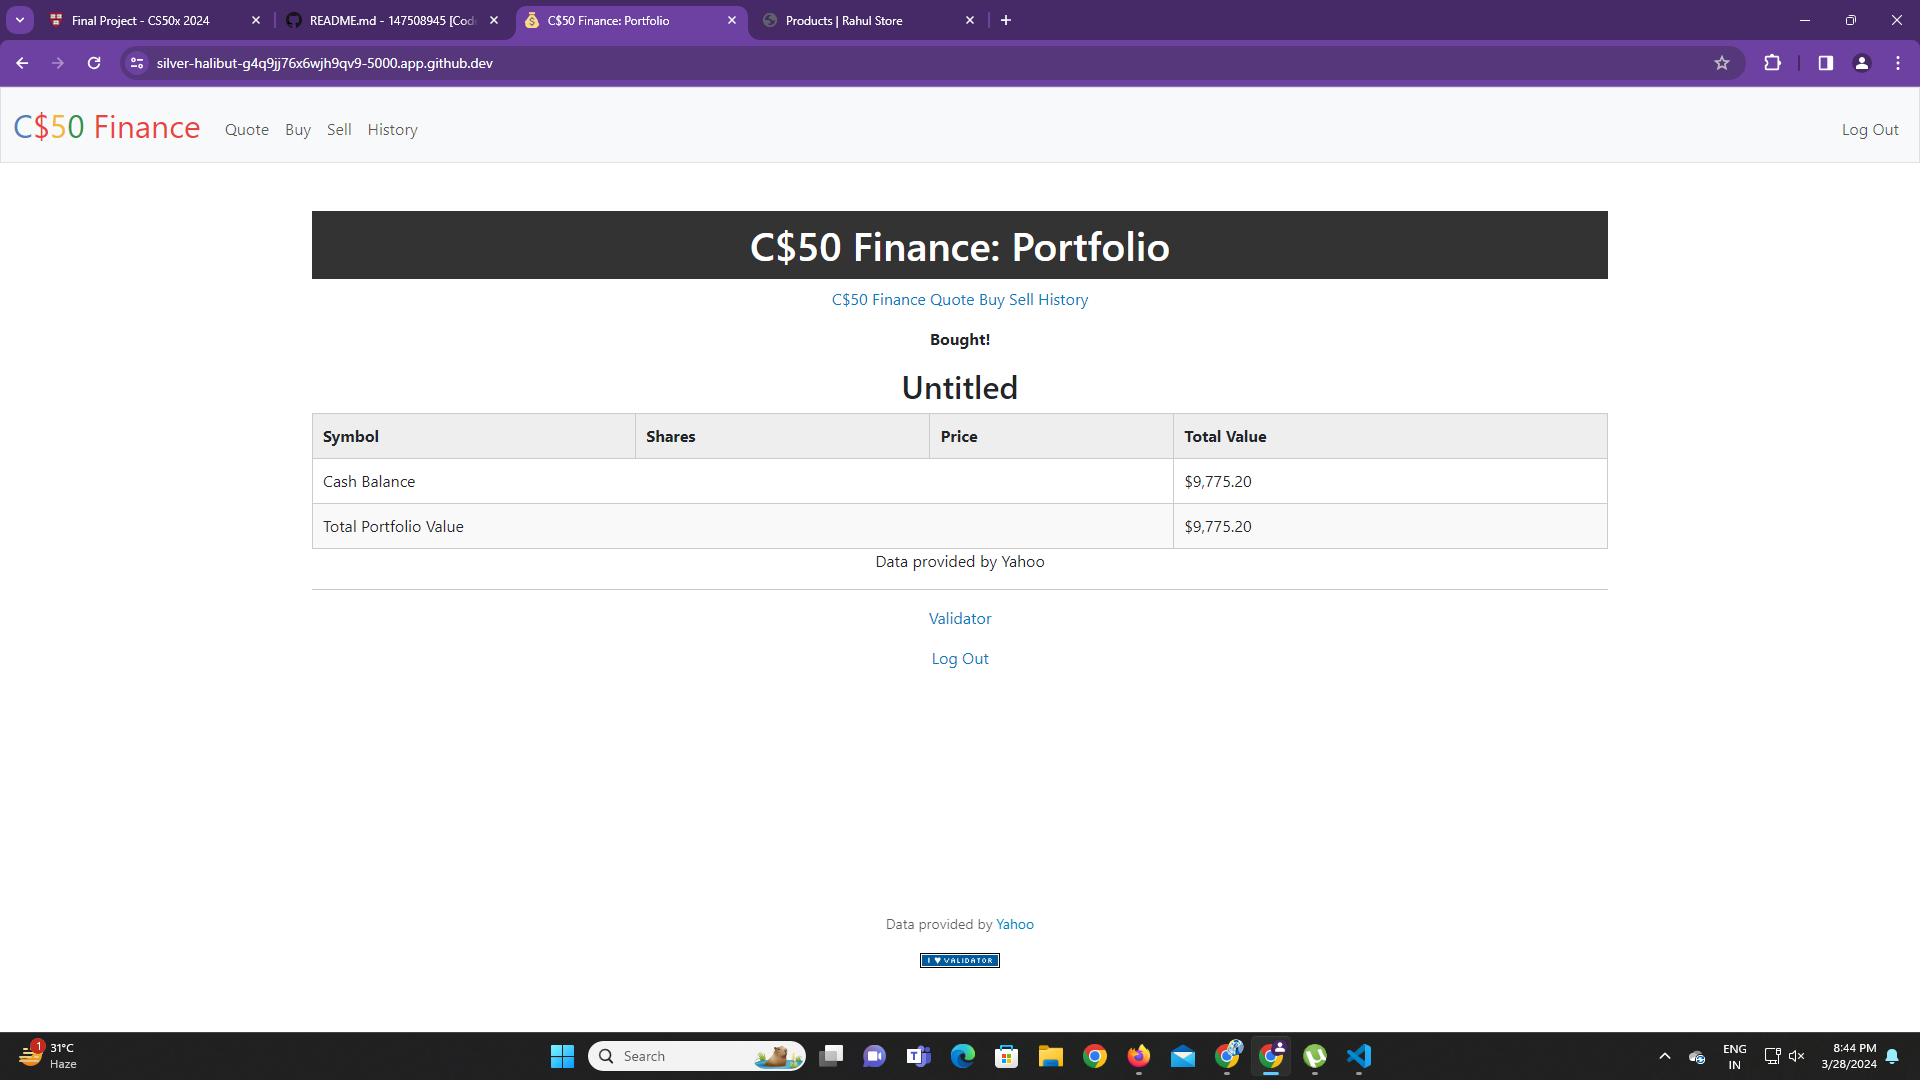 Final Project - CS50x 2024
README.md - 147508945 [Code
C$50 Finance: Portfolio
Products | Rahul Store
silver-halibut-g4q9jj76x6wjh9qv9-5000.app.github.dev
C$50 Finance Quote Buy Sell History Log Out
C$50 Finance: Portfolio
C$50 Finance Quote Buy Sell History
Bought!
Untitled
Symbol Shares Price Total Value
Cash Balance $9,775.20
Total Portfolio Value $9,775.20
Data provided by Yahoo
Validator
Log Out
Data provided by Yahoo
I ♥ VALIDATOR
1
31°C
Haze
Search
ENG
IN
8:44 PM
3/28/2024